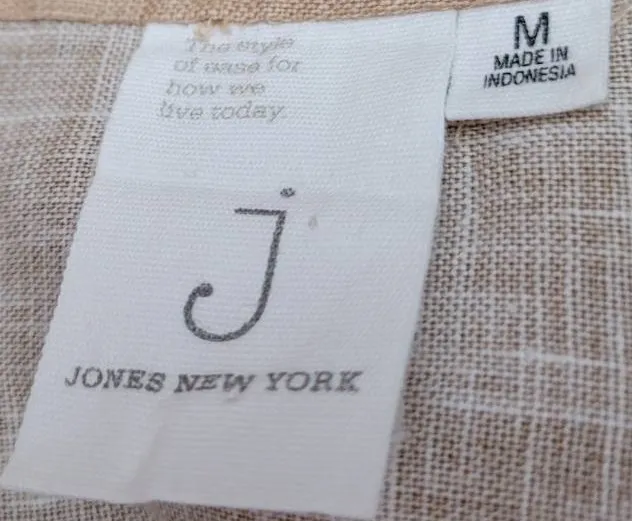 The style
of ease for
how we
live today.
M
MADE IN
INDONESIA
j
JONES NEW YORK